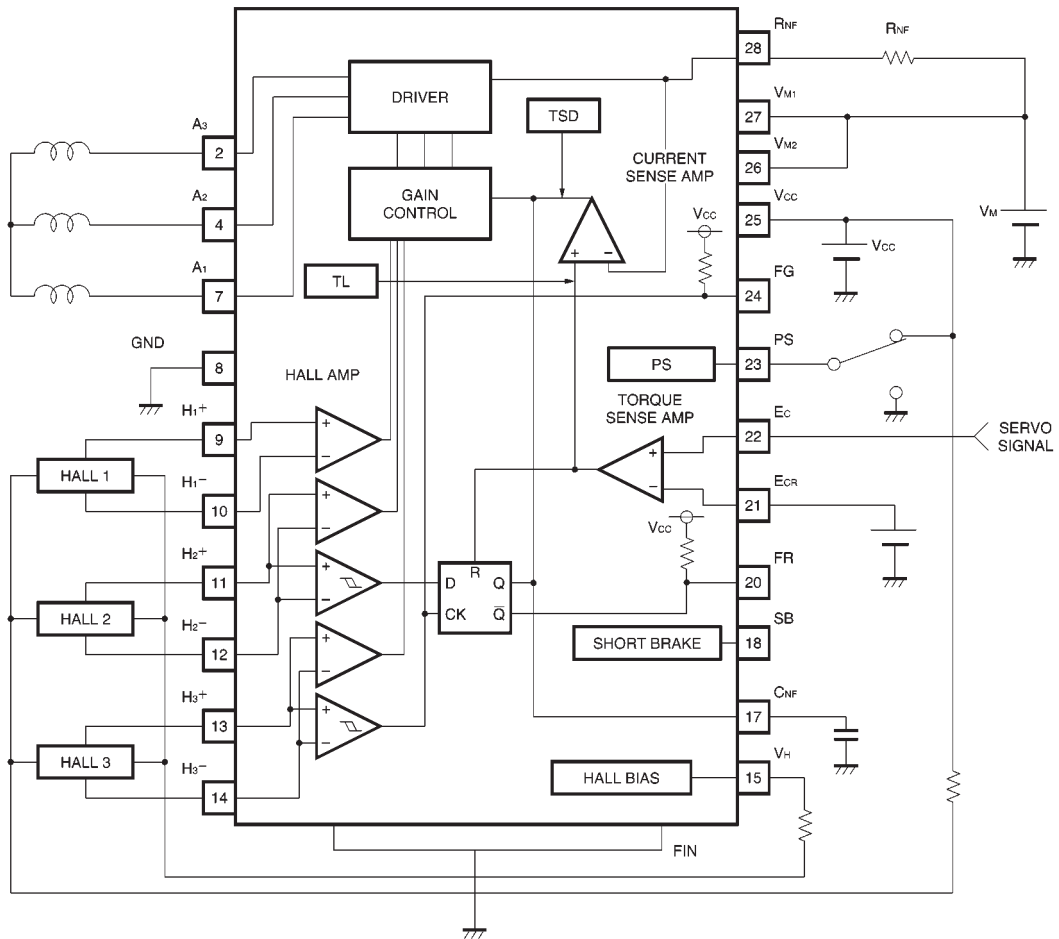 RNF
28
RNF
DRIVER
TSD
VM1
27
A3
2
CURRENT
SENSE AMP
VM2
26
GAIN
CONTROL
VCC
25
VM
A2
4
VCC
VCC
+ −
TL
FG
24
A1
7
GND
8
PS
PS
23
HALL AMP
TORQUE
SENSE AMP
EC
22
SERVO
SIGNAL
H1+
9
+
−
HALL 1
+
−
H1−
10
ECR
21
+
−
VCC
H2+
11
+
−
R
D Q
CK Q̅
FR
20
HALL 2
SHORT BRAKE
SB
18
H2−
12
+
−
H3+
13
+
−
CNF
17
HALL 3
H3−
14
HALL BIAS
VH
15
FIN